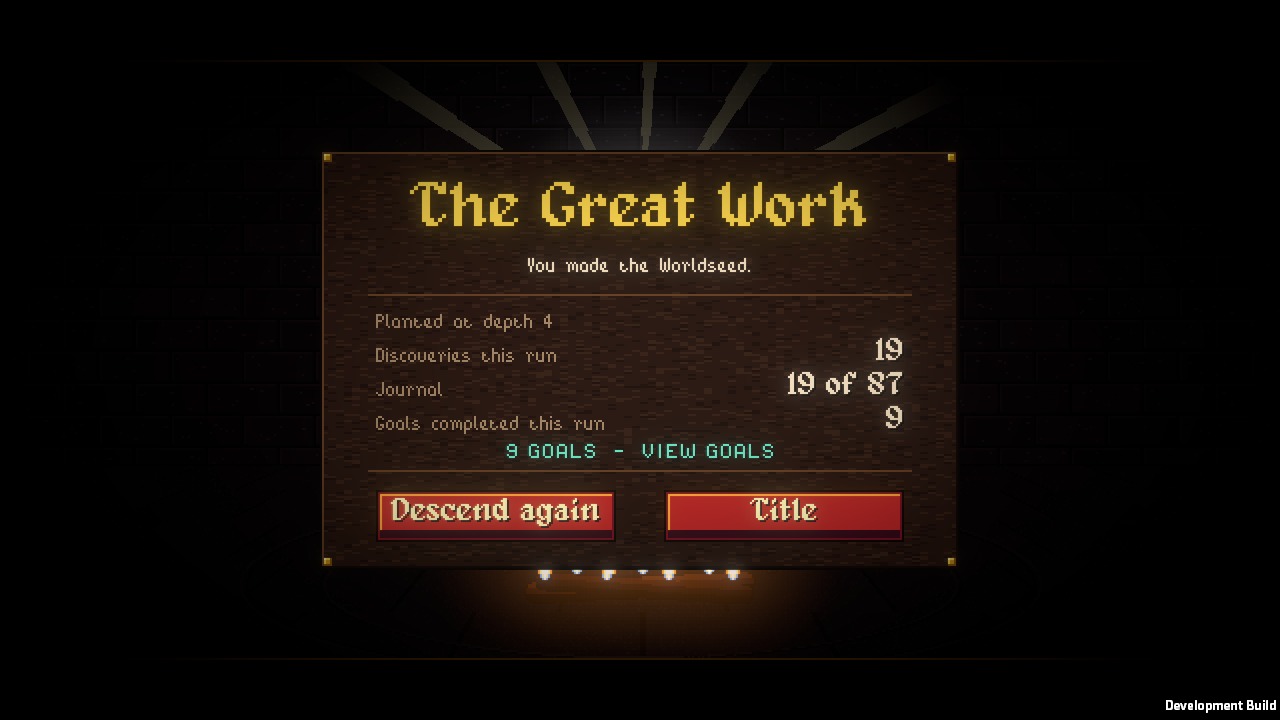 The Great Work
You made the Worldseed.
Planted at depth 4
Discoveries this run 19
Journal 19 of 87
Goals completed this run 9
9 GOALS - VIEW GOALS
Descend again
Title
Development Build